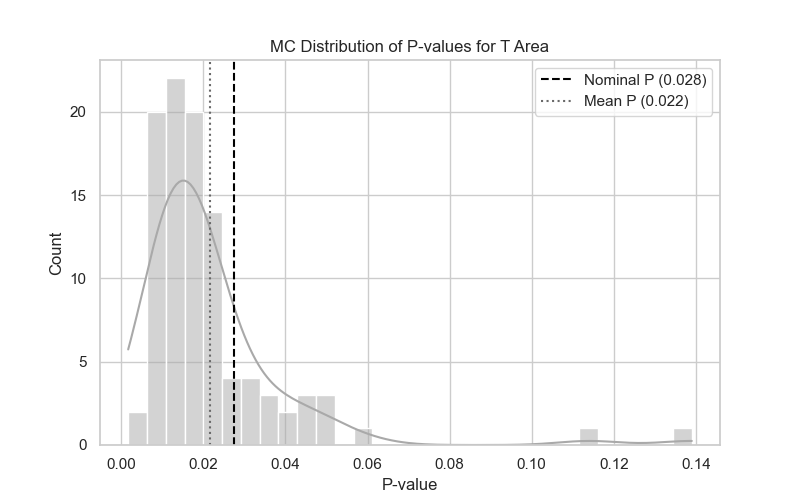 MC Distribution of P-values for T Area
Nominal P (0.028)
Mean P (0.022)
Count
20
15
10
5
0
0.00 0.02 0.04 0.06 0.08 0.10 0.12 0.14
P-value